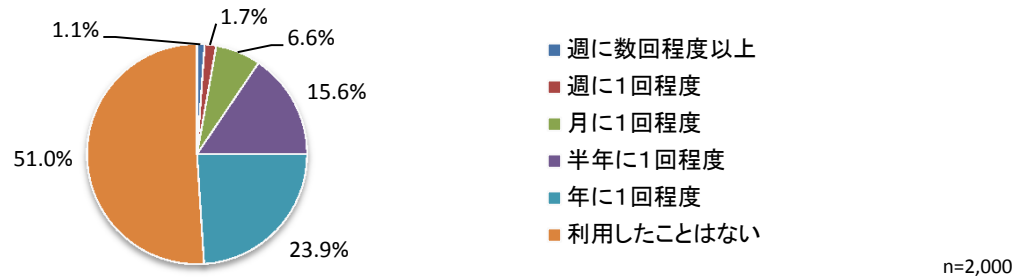 1.1%
1.7%
6.6%
15.6%
23.9%
51.0%
週に数回程度以上
週に1回程度
月に1回程度
半年に1回程度
年に1回程度
利用したことはない
n=2,000